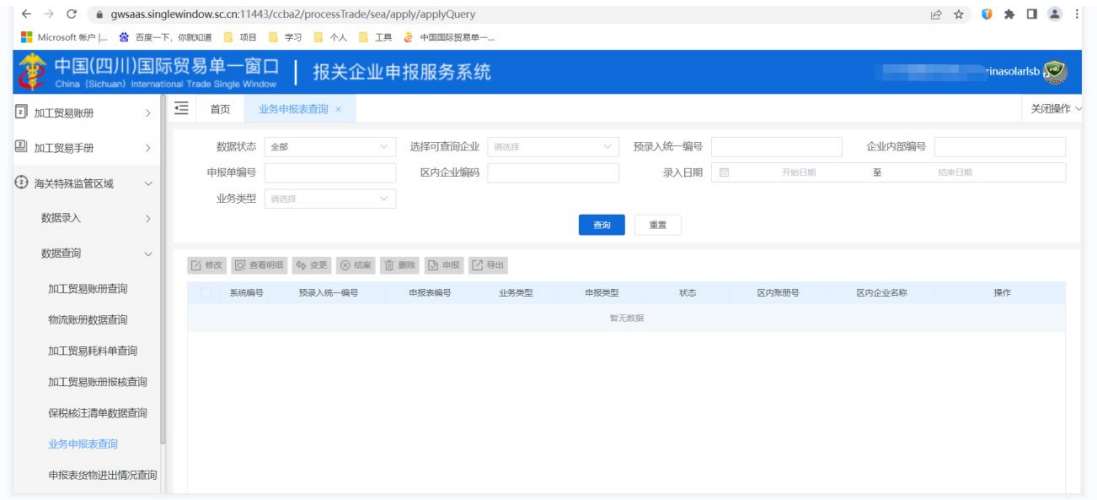 gwsaas.singlewindow.sc.cn:11443/ccba2/processTrade/sea/apply/applyQuery
Microsoft 帐户 |... 百度一下，你就知道 项目 学习 个人 工具 中国国际贸易单一...
中国(四川)国际贸易单一窗口 | 报关企业申报服务系统
China (Sichuan) International Trade Single Window
rinasolarlsb
加工贸易账册
首页 业务申报表查询 × 关闭操作
加工贸易手册
海关特殊监管区域
数据录入
数据查询
加工贸易账册查询
物流账册数据查询
加工贸易耗料单查询
加工贸易账册报核查询
保税核注清单数据查询
业务申报表查询
申报表货物进出情况查询
数据状态 全部 选择可查询企业 请选择 预录入统一编号 企业内部编号
申报单编号 区内企业编码 录入日期 开始日期 至 结束日期
业务类型 请选择
查询 重置
修改 查看明细 变更 结案 删除 申报 导出
系统编号 预录入统一编号 申报表编号 业务类型 申报类型 状态 区内账册号 区内企业名称 操作
暂无数据